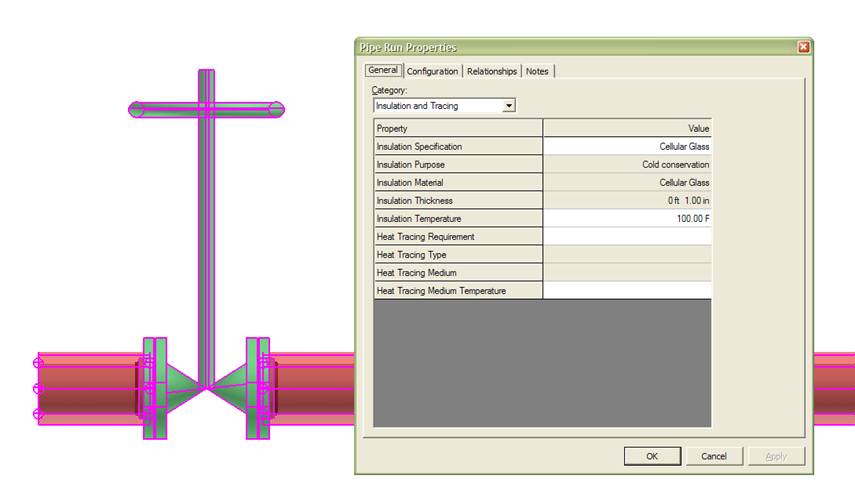 Pipe Run Properties
General Configuration Relationships Notes
Category:
Insulation and Tracing
Property Value
Insulation Specification Cellular Glass
Insulation Purpose Cold conservation
Insulation Material Cellular Glass
Insulation Thickness 0 ft 1.00 in
Insulation Temperature 100.00 F
Heat Tracing Requirement
Heat Tracing Type
Heat Tracing Medium
Heat Tracing Medium Temperature
OK Cancel Apply